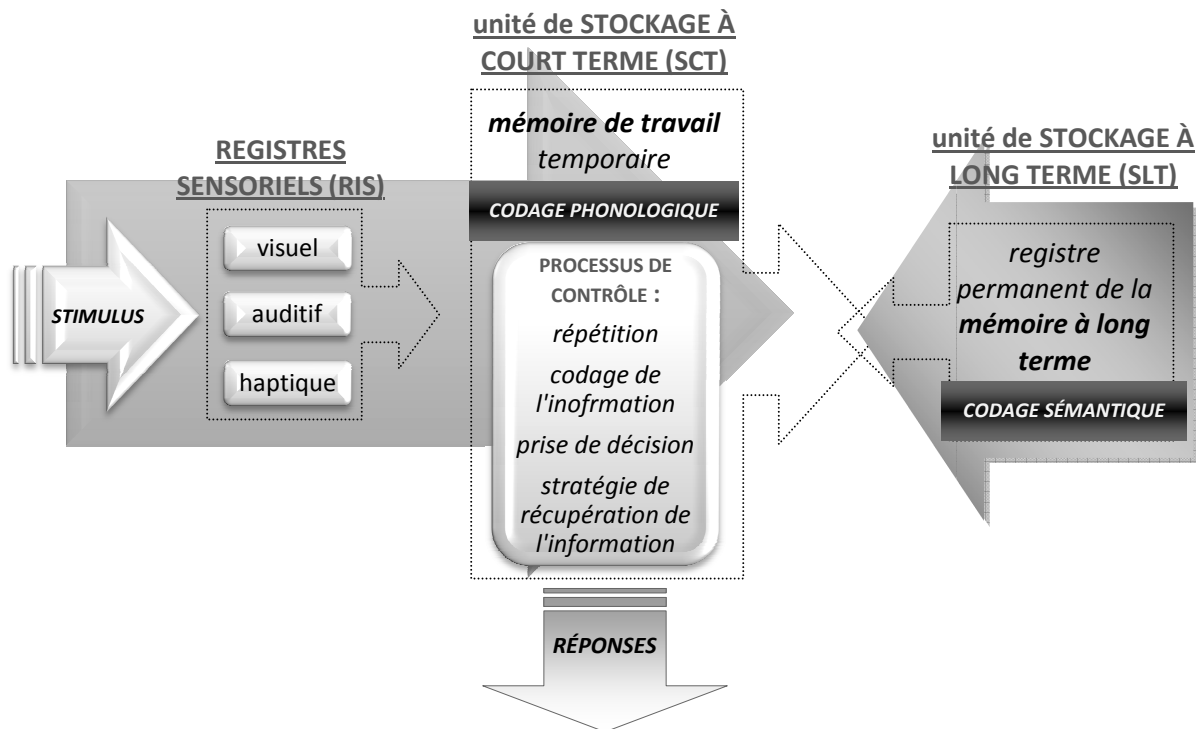 unité de STOCKAGE À
COURT TERME (SCT)
mémoire de travail
temporaire
CODAGE PHONOLOGIQUE
REGISTRES
SENSORIELS (RIS)
visuel
auditif
haptique
STIMULUS
PROCESSUS DE
CONTRÔLE :
répétition
codage de
l'inofrmation
prise de décision
stratégie de
récupération de
l'information
RÉPONSES
unité de STOCKAGE À
LONG TERME (SLT)
registre
permanent de la
mémoire à long
terme
CODAGE SÉMANTIQUE